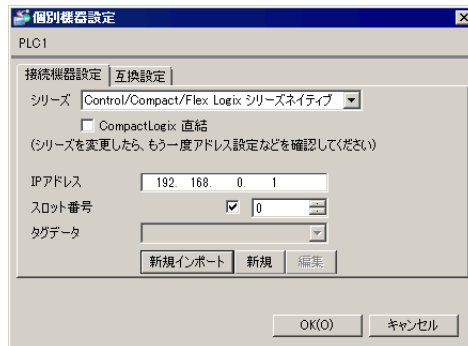 個別機器設定
PLC1
接続機器設定 互換設定
シリーズ Control/Compact/Flex Logix シリーズネイティブ
CompactLogix 直結
(シリーズを変更したら、もう一度アドレス設定などを確認してください)
IPアドレス 192. 168. 0. 1
スロット番号 0
タグデータ
新規インポート 新規 編集
OK(O) キャンセル